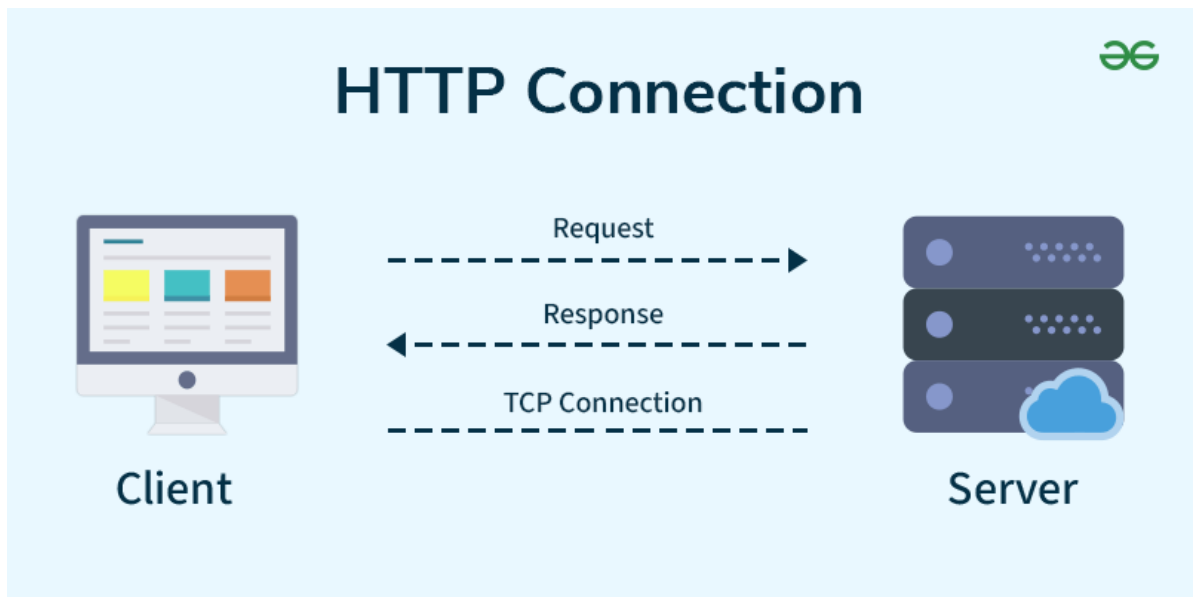 HTTP Connection
Request
Response
TCP Connection
Client
Server